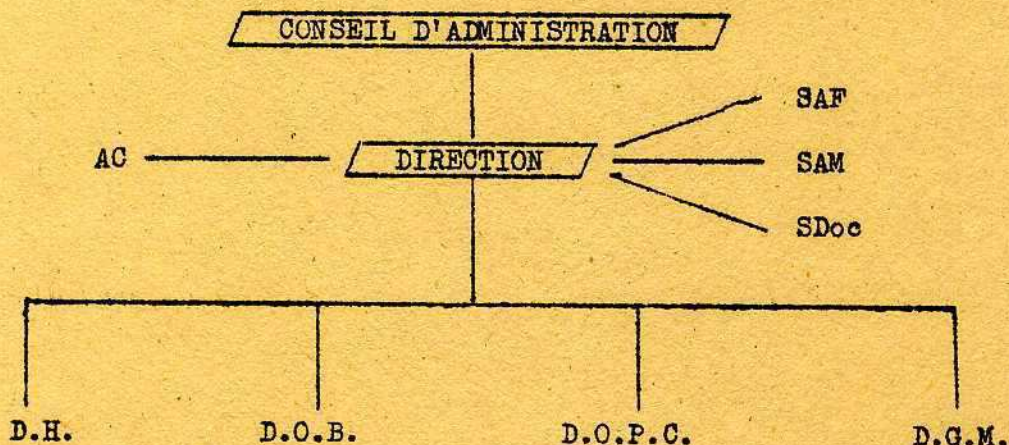 CONSEIL D'ADMINISTRATION
SAF
AC DIRECTION SAM
SDoc
D.H. D.O.B. D.O.P.C. D.G.M.